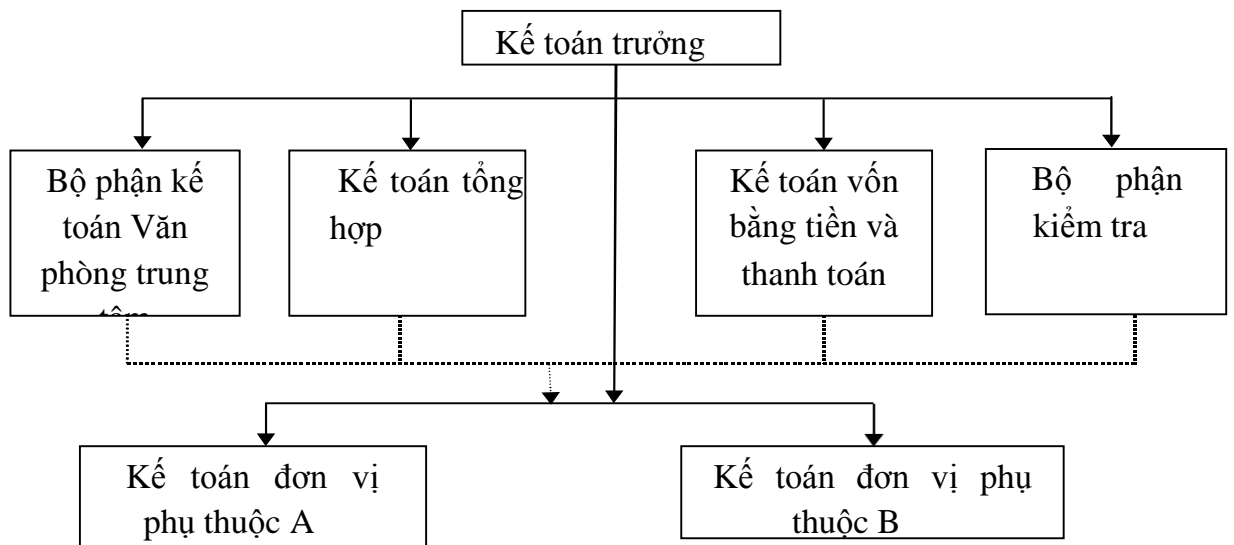 Kế toán trưởng
Bộ phận kế
toán Văn
phòng trung
Kế toán tổng
hợp
Kế toán vốn
bằng tiền và
thanh toán
Bộ phận
kiểm tra
Kế toán đơn vị
phụ thuộc A
Kế toán đơn vị phụ
thuộc B